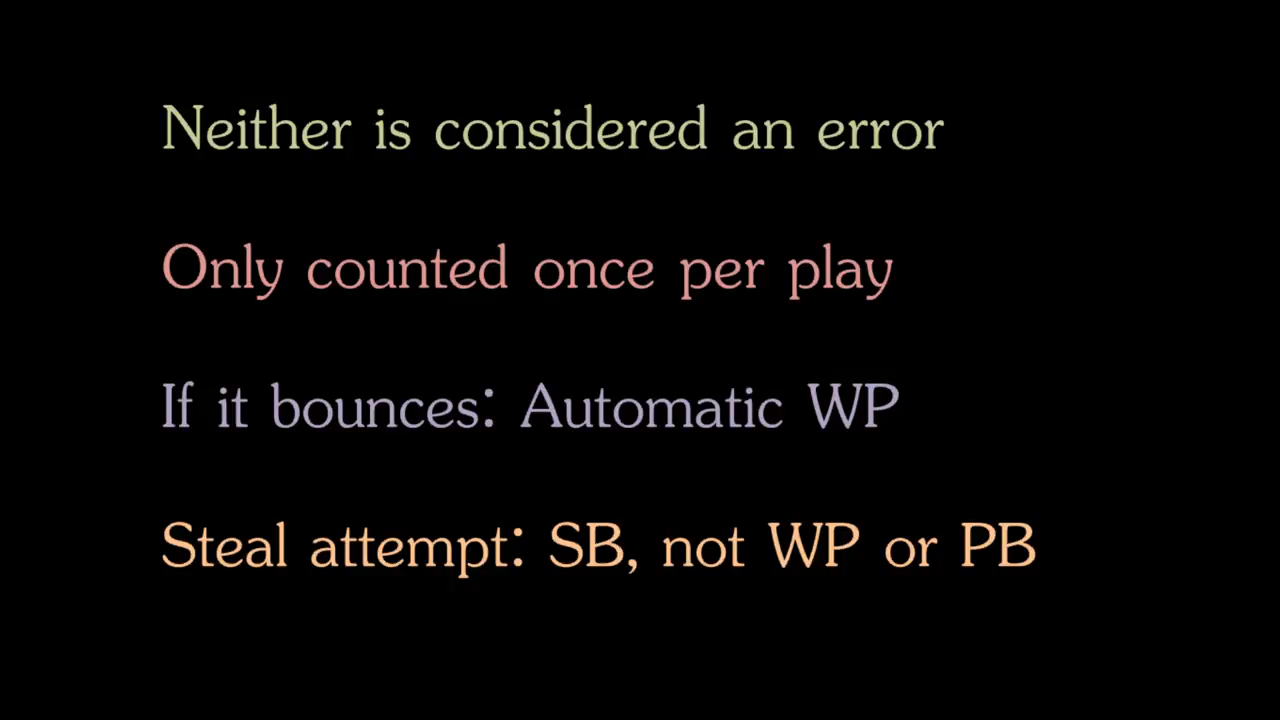 Neither is considered an error
Only counted once per play
If it bounces: Automatic WP
Steal attempt: SB, not WP or PB